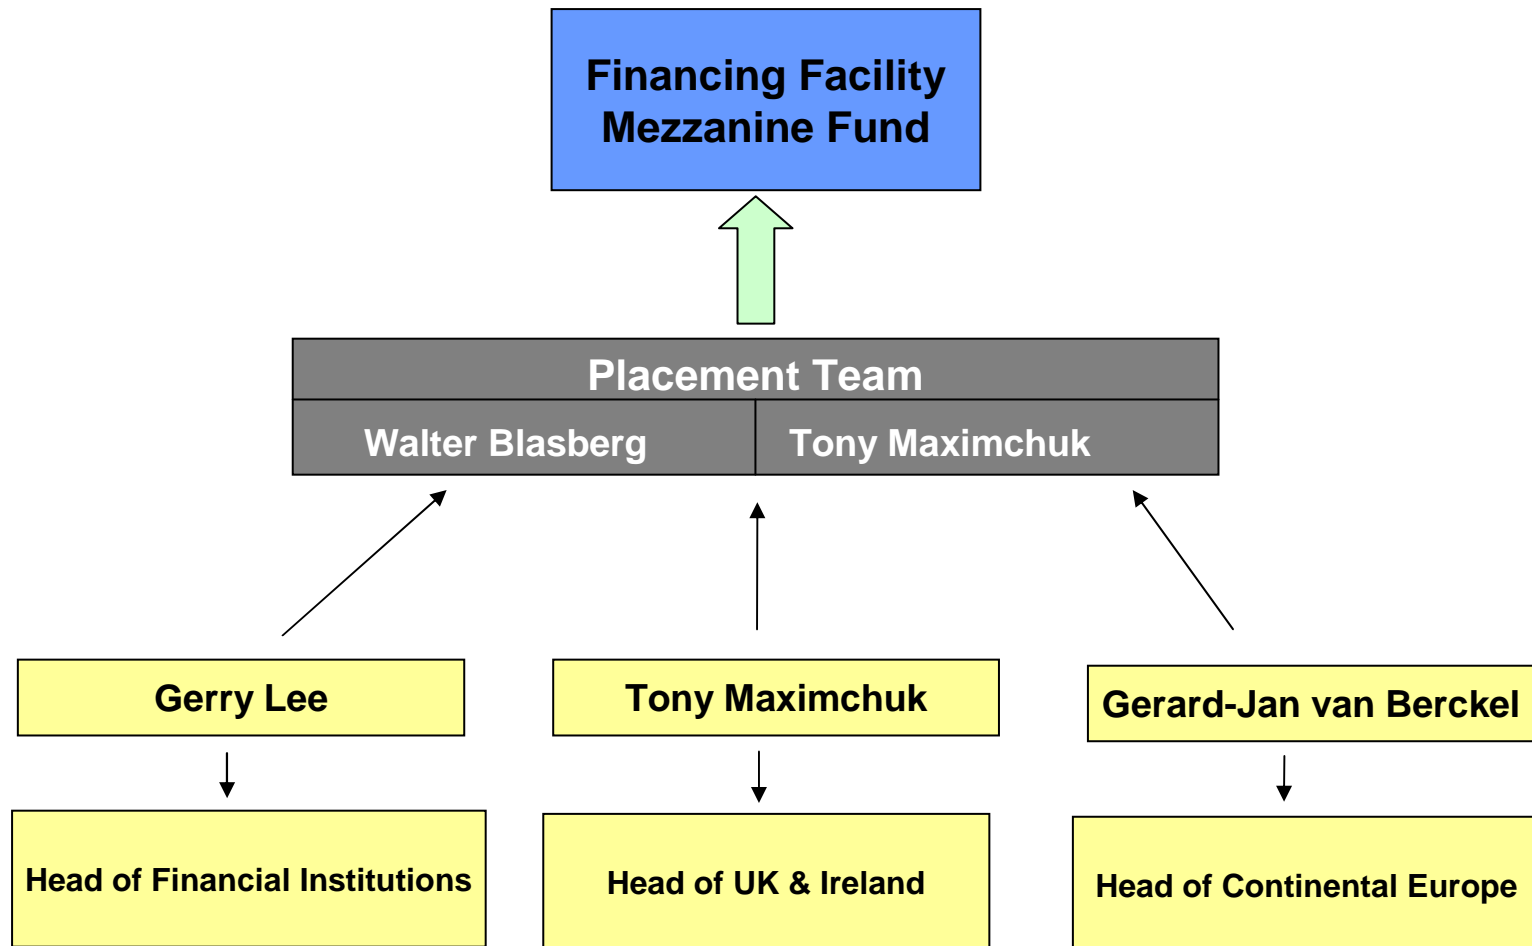 Financing Facility
Mezzanine Fund
Placement Team
Walter Blasberg
Tony Maximchuk
Gerry Lee
Tony Maximchuk
Gerard-Jan van Berckel
Head of Financial Institutions
Head of UK & Ireland
Head of Continental Europe